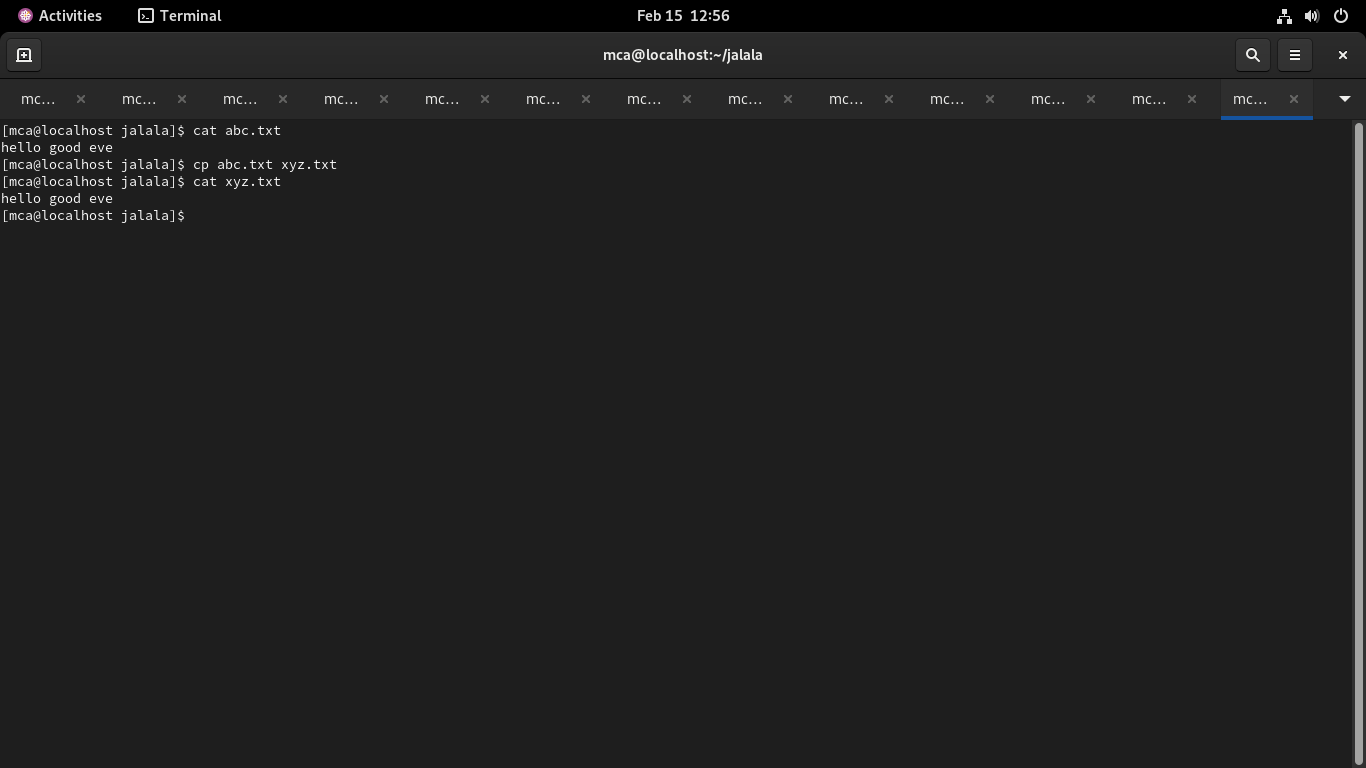 Activities Terminal Feb 15 12:56
mca@localhost:~/jalala
mc... mc... mc... mc... mc... mc... mc... mc... mc... mc... mc... mc... mc...
[mca@localhost jalala]$ cat abc.txt
hello good eve
[mca@localhost jalala]$ cp abc.txt xyz.txt
[mca@localhost jalala]$ cat xyz.txt
hello good eve
[mca@localhost jalala]$